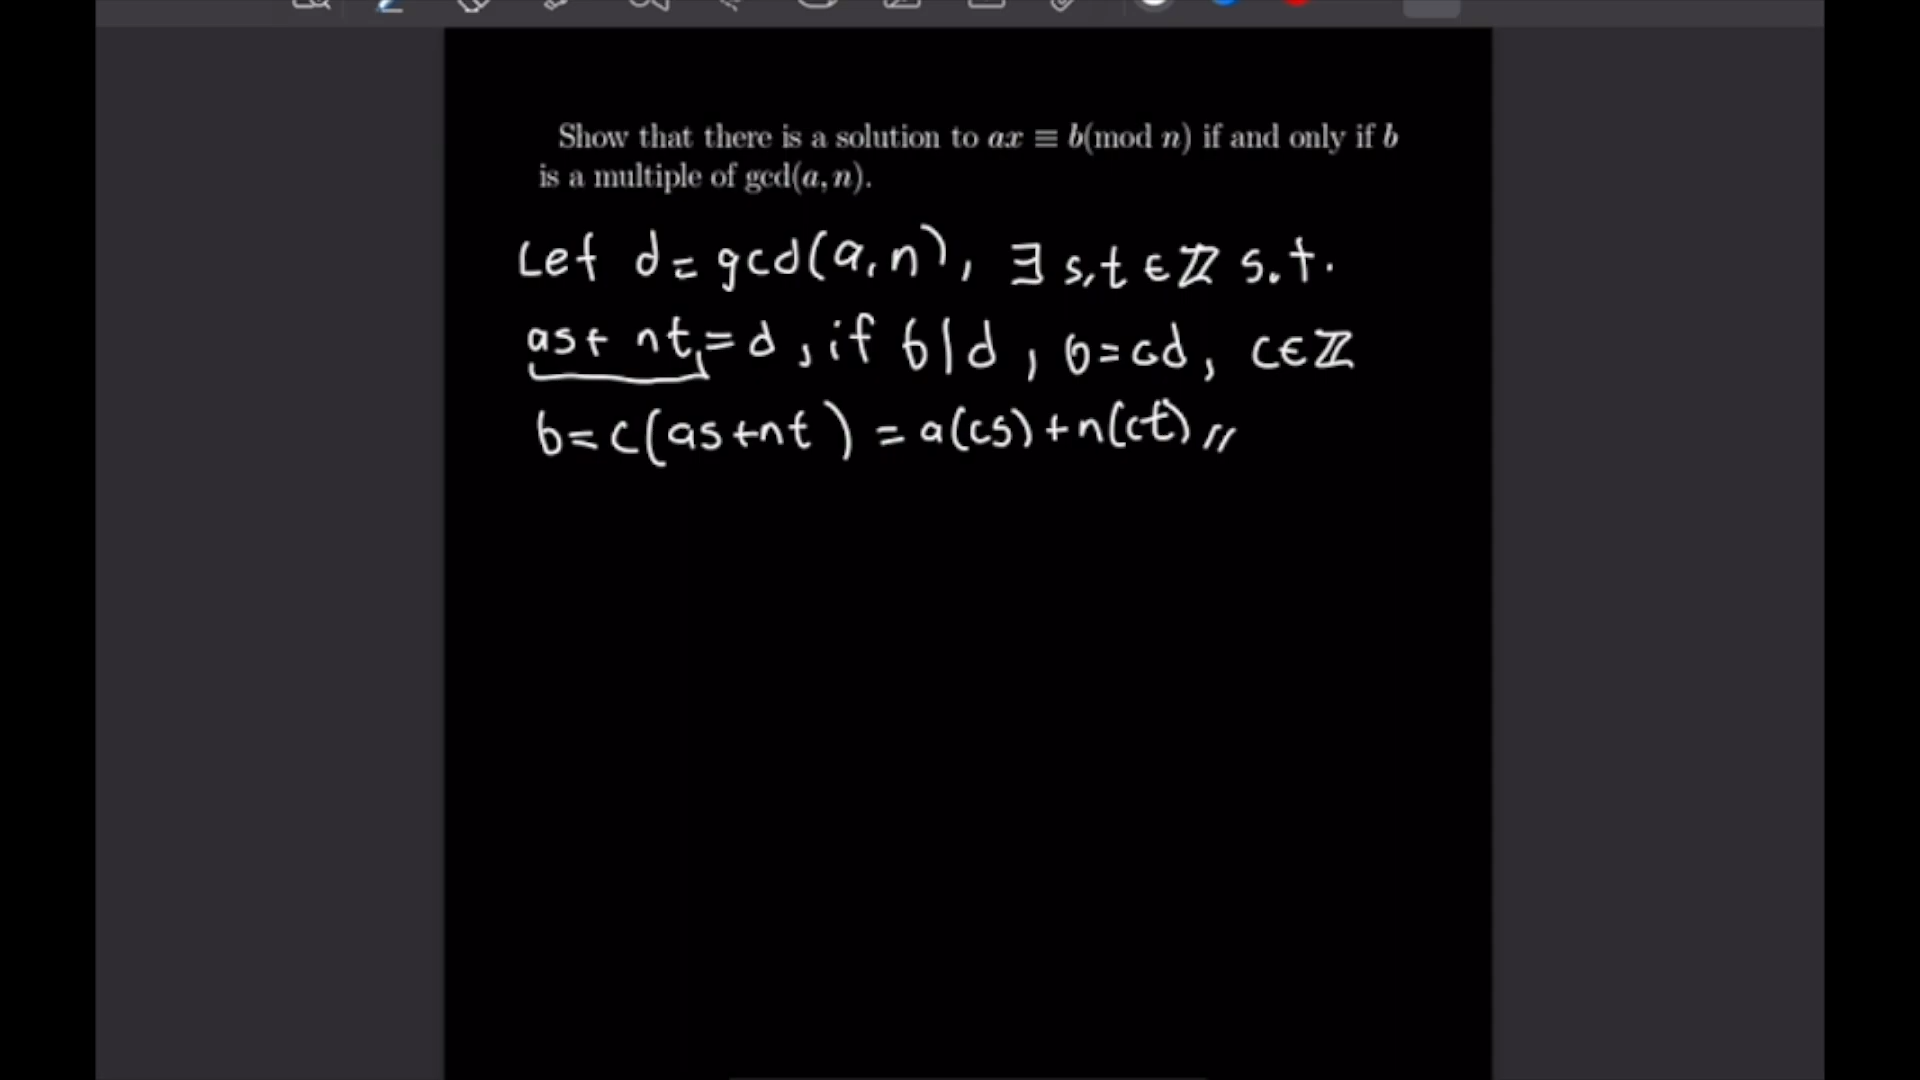 Show that there is a solution to ax ≡ b(mod n) if and only if b
is a multiple of gcd(a, n).
Let d = gcd(a, n), ∃ s,t ∈ ℤ s.t.
as + nt = d, if b|d, b = cd, c ∈ ℤ
b = c(as+nt) = a(cs) + n(ct) //